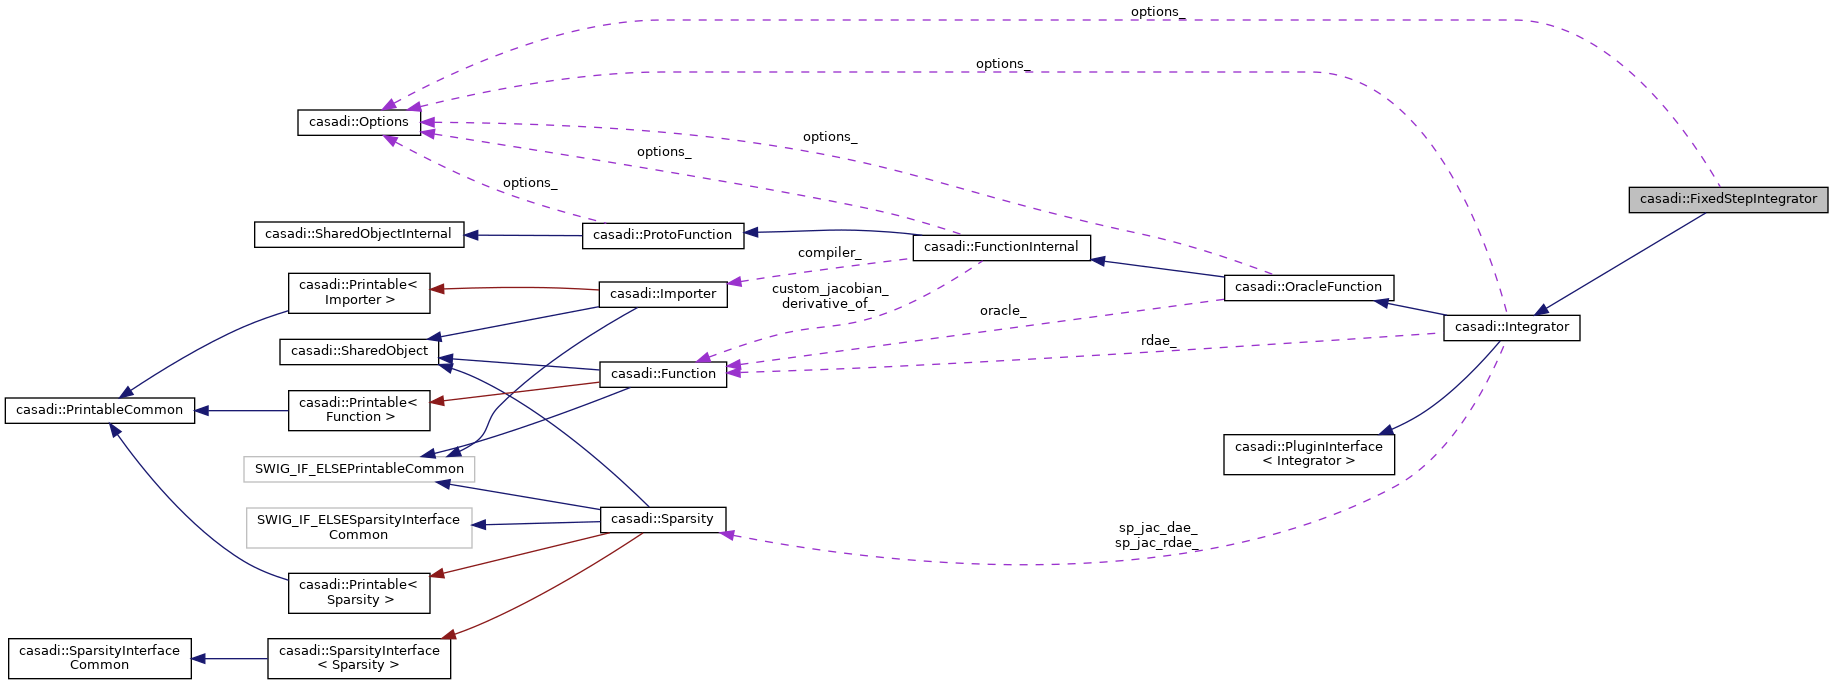 options_
options_
casadi::Options
options_
options_
options_
casadi::FixedStepIntegrator
casadi::SharedObjectInternal
casadi::ProtoFunction
casadi::FunctionInternal
compiler_
casadi::Printable<
Importer >
casadi::Importer
custom_jacobian_
derivative_of_
casadi::OracleFunction
oracle_
casadi::Integrator
rdae_
casadi::SharedObject
casadi::Function
casadi::PrintableCommon
casadi::Printable<
Function >
casadi::PluginInterface
< Integrator >
SWIG_IF_ELSEPrintableCommon
SWIG_IF_ELSESparsityInterface
Common
casadi::Sparsity
sp_jac_dae_
sp_jac_rdae_
casadi::Printable<
Sparsity >
casadi::SparsityInterface
Common
casadi::SparsityInterface
< Sparsity >